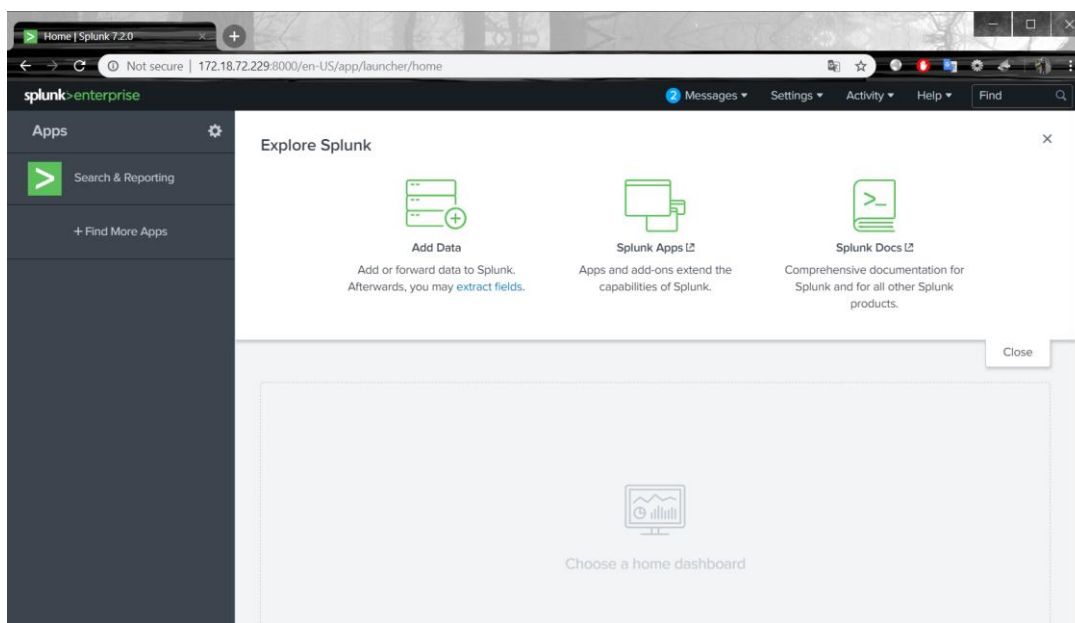 Home | Splunk 7.2.0
Not secure | 172.18.72.229:8000/en-US/app/launcher/home
splunk>enterprise
2 Messages Settings Activity Help Find
Apps
Search & Reporting
+ Find More Apps
Explore Splunk
Add Data
Add or forward data to Splunk.
Afterwards, you may extract fields.
Splunk Apps
Apps and add-ons extend the
capabilities of Splunk.
Splunk Docs
Comprehensive documentation for
Splunk and for all other Splunk
products.
Close
Choose a home dashboard